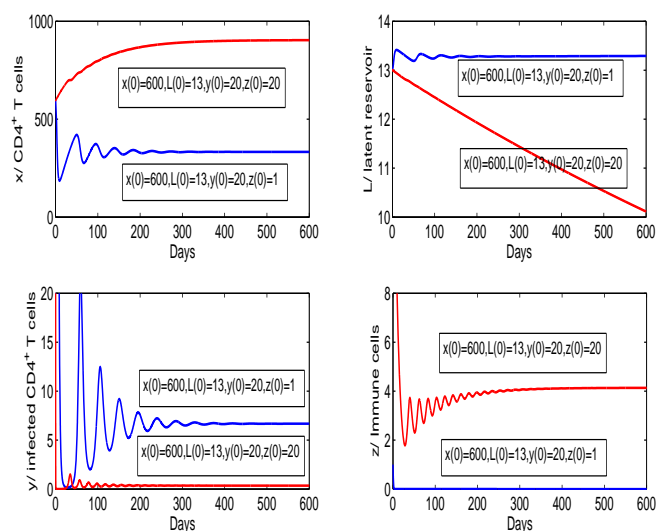 1000
500
0
x/ CD4+ T cells
x(0)=600,L(0)=13,y(0)=20,z(0)=20
x(0)=600,L(0)=13,y(0)=20,z(0)=1
0 100 200 300 400 500 600
Days
14
13
12
11
10
L/ latent reservoir
x(0)=600,L(0)=13,y(0)=20,z(0)=1
x(0)=600,L(0)=13,y(0)=20,z(0)=20
0 100 200 300 400 500 600
Days
20
15
10
5
0
y/ infected CD4+ T cells
x(0)=600,L(0)=13,y(0)=20,z(0)=1
x(0)=600,L(0)=13,y(0)=20,z(0)=20
0 100 200 300 400 500 600
Days
8
6
4
2
0
z/ Immune cells
x(0)=600,L(0)=13,y(0)=20,z(0)=20
x(0)=600,L(0)=13,y(0)=20,z(0)=1
0 100 200 300 400 500 600
Days